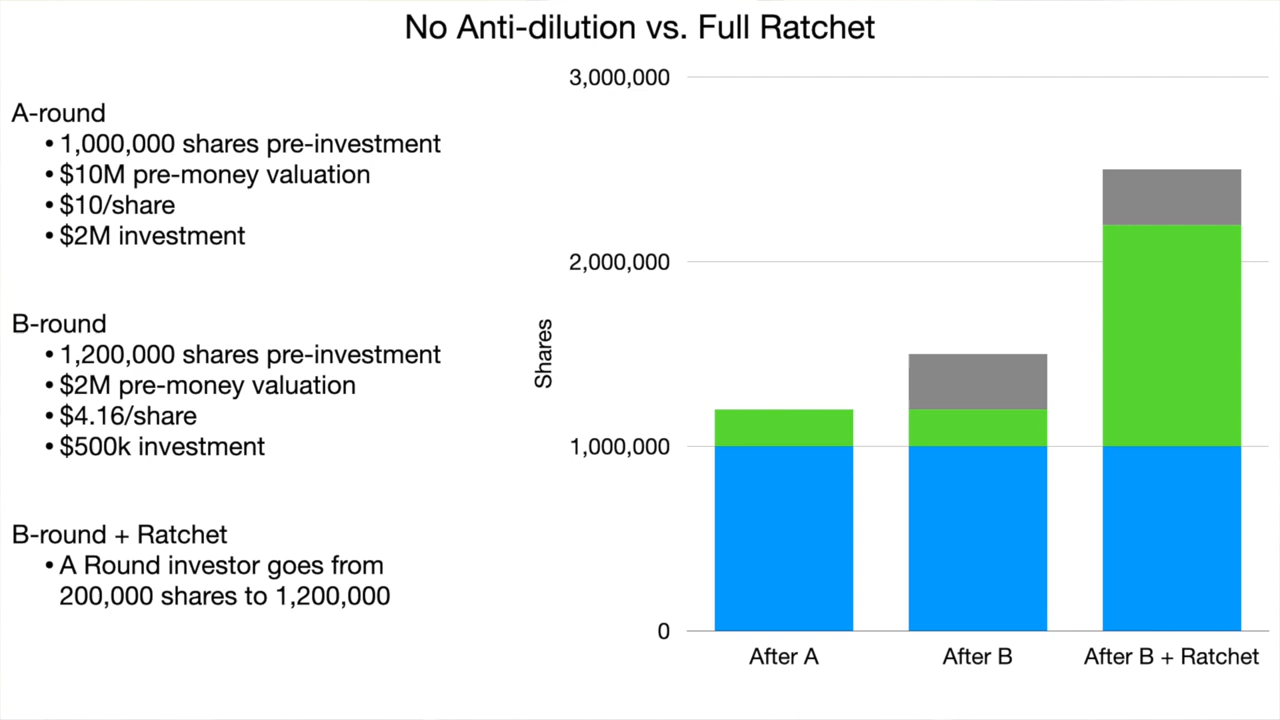 No Anti-dilution vs. Full Ratchet
A-round
• 1,000,000 shares pre-investment
• $10M pre-money valuation
• $10/share
• $2M investment
B-round
• 1,200,000 shares pre-investment
• $2M pre-money valuation
• $4.16/share
• $500k investment
B-round + Ratchet
• A Round investor goes from
200,000 shares to 1,200,000
3,000,000
2,000,000
1,000,000
0
Shares
After A
After B
After B + Ratchet